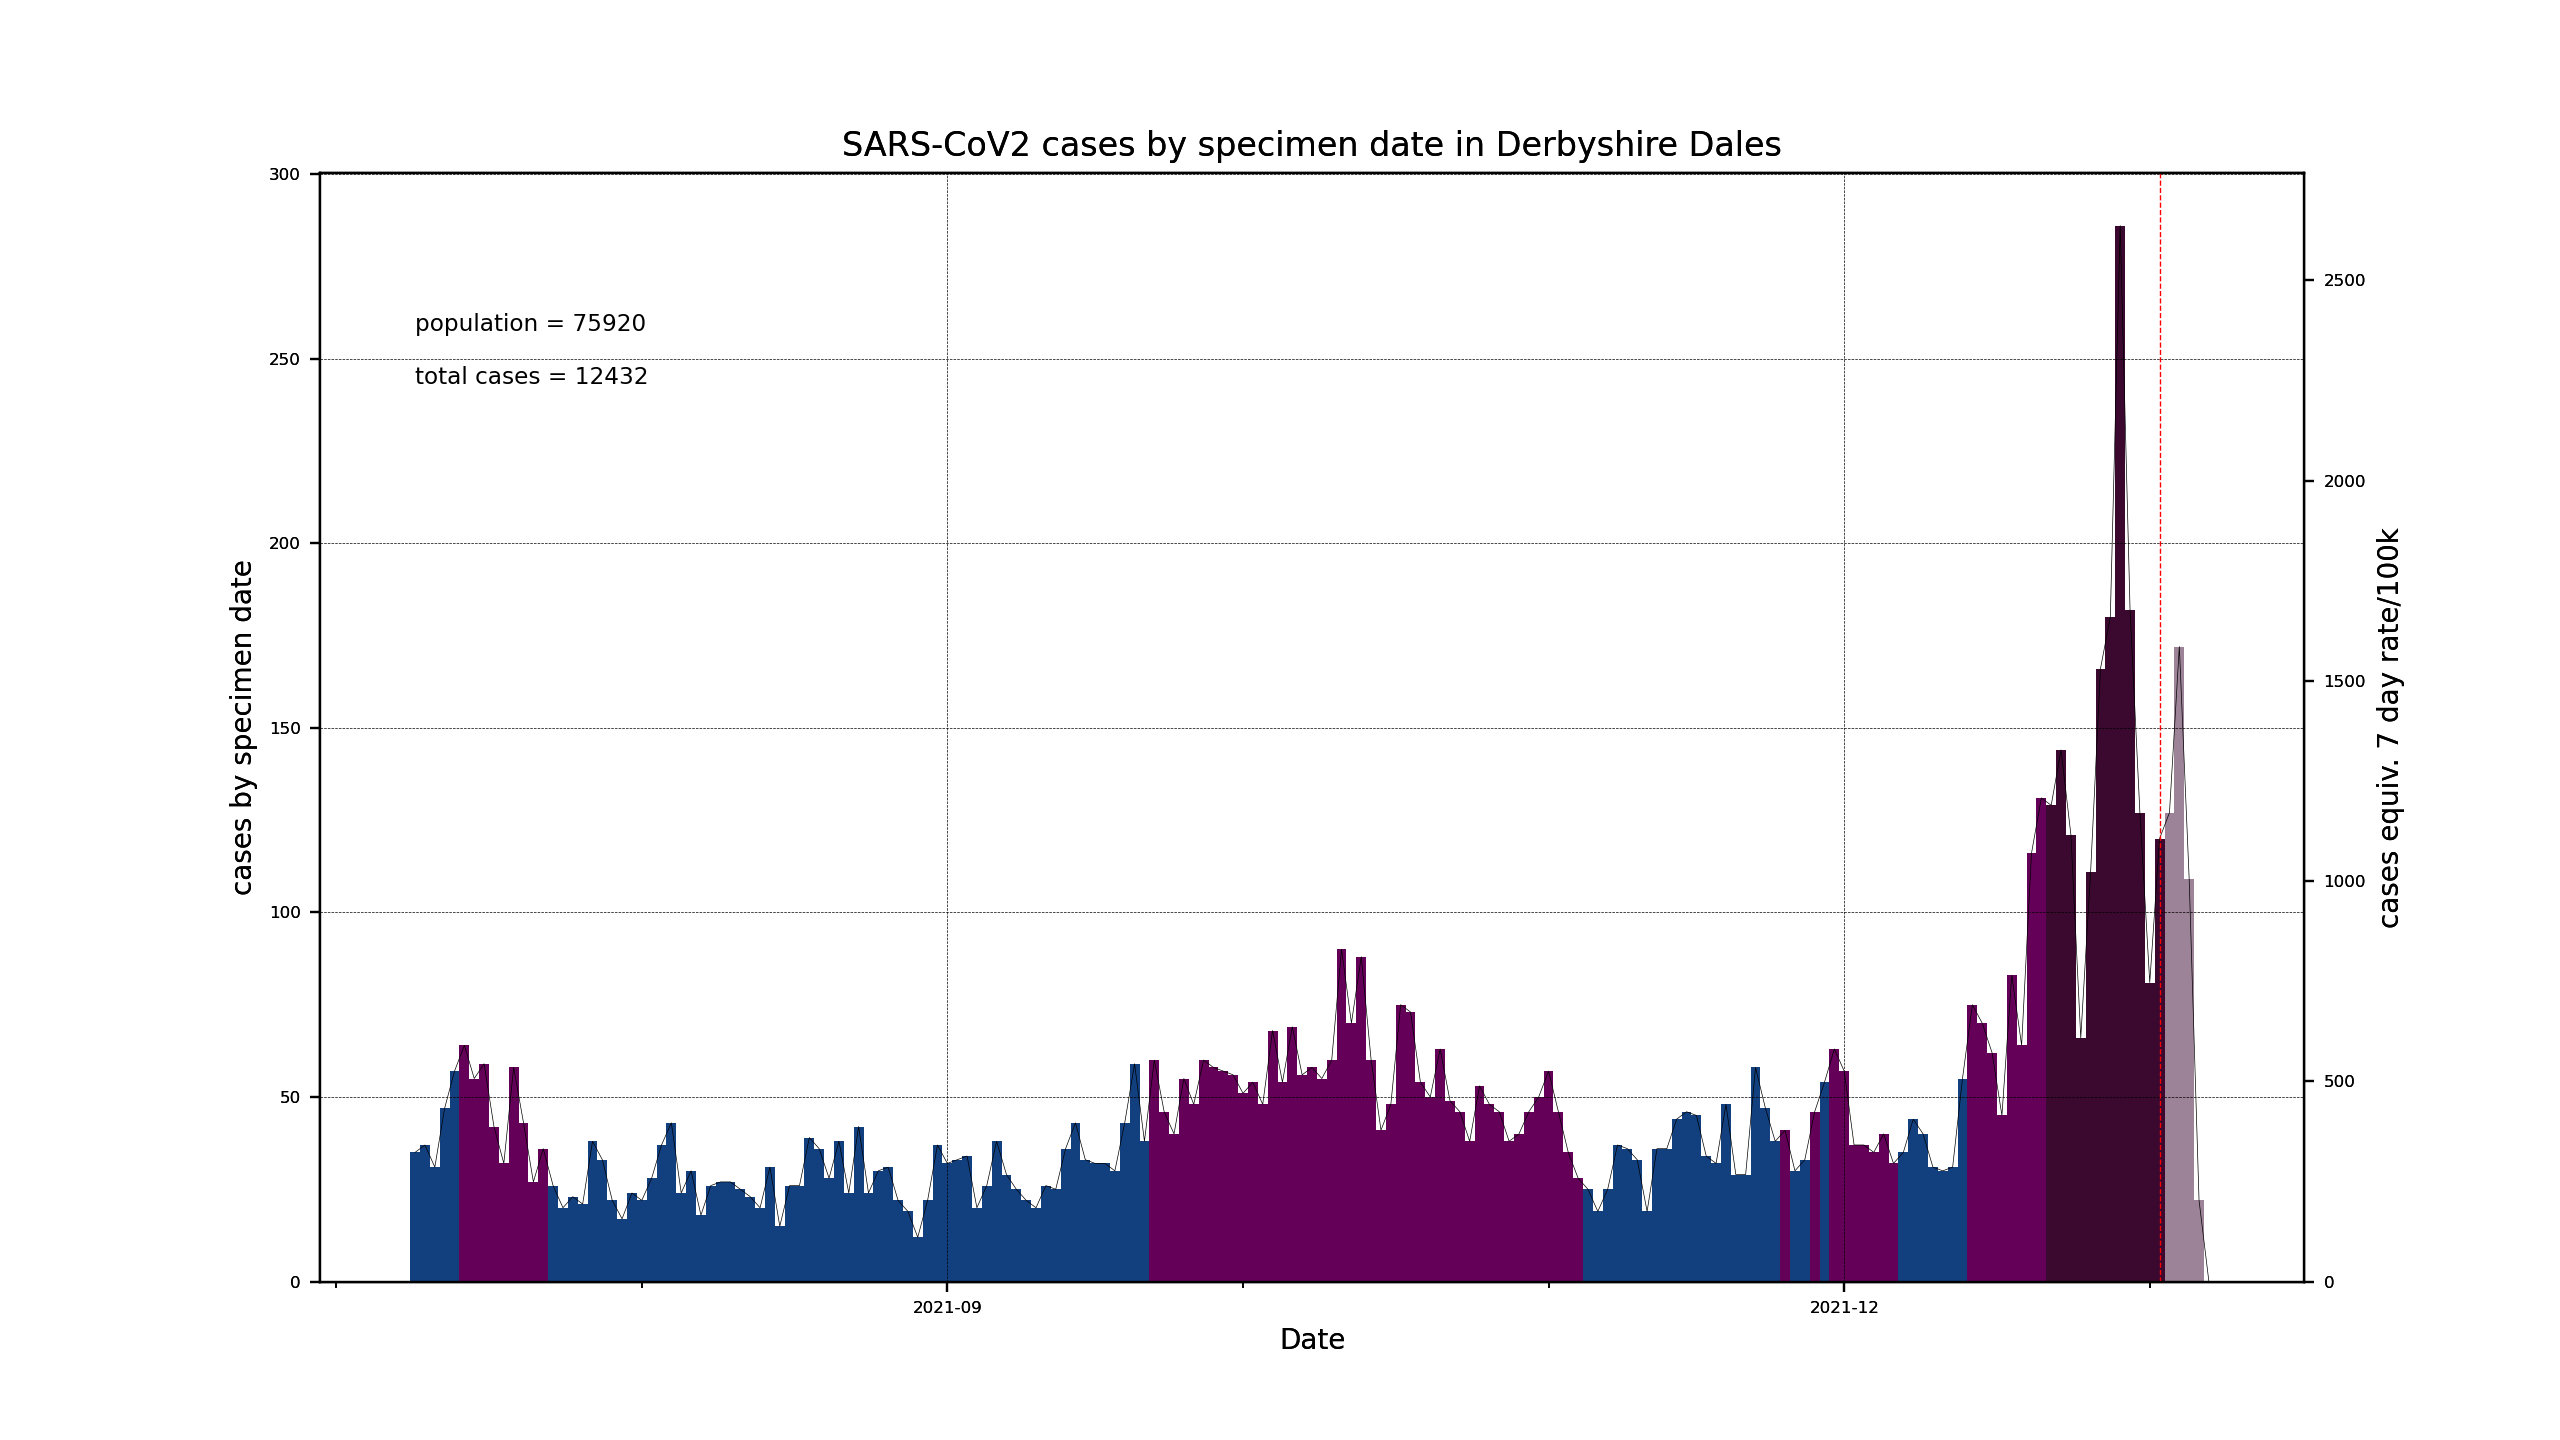 SARS-CoV2 cases by specimen date in Derbyshire Dales
300
250
200
150
100
50
0
cases by specimen date
population = 75920
total cases = 12432
2500
2000
1500
1000
500
0
cases equiv. 7 day rate/100k
2021-09
2021-12
Date